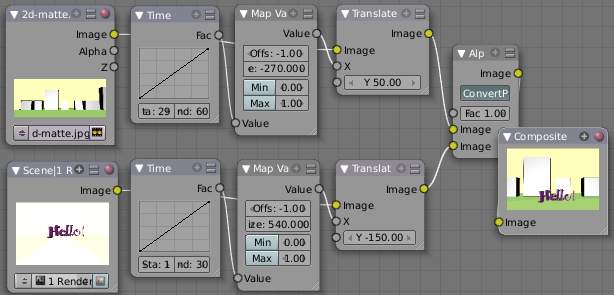 2d-matte.
Image
Alpha
Z
d-matte.jpg
Time
Fac
ta: 29
nd: 60
Map Va
Value
Offs: -1.00
e: -270.000
Min 0.00
Max 1.00
Value
Translate
Image
Image
X
Y 50.00
Alp
Image
ConvertP
Fac 1.00
Image
Image
Composite
Hello!
Image
Scene|1 R
Image
Hello!
1 Render
Time
Fac
Sta: 1
nd: 30
Map Va
Value
Offs: -1.00
ize: 540.000
Min 0.00
Max 1.00
Value
Translat
Image
Image
X
Y -150.00